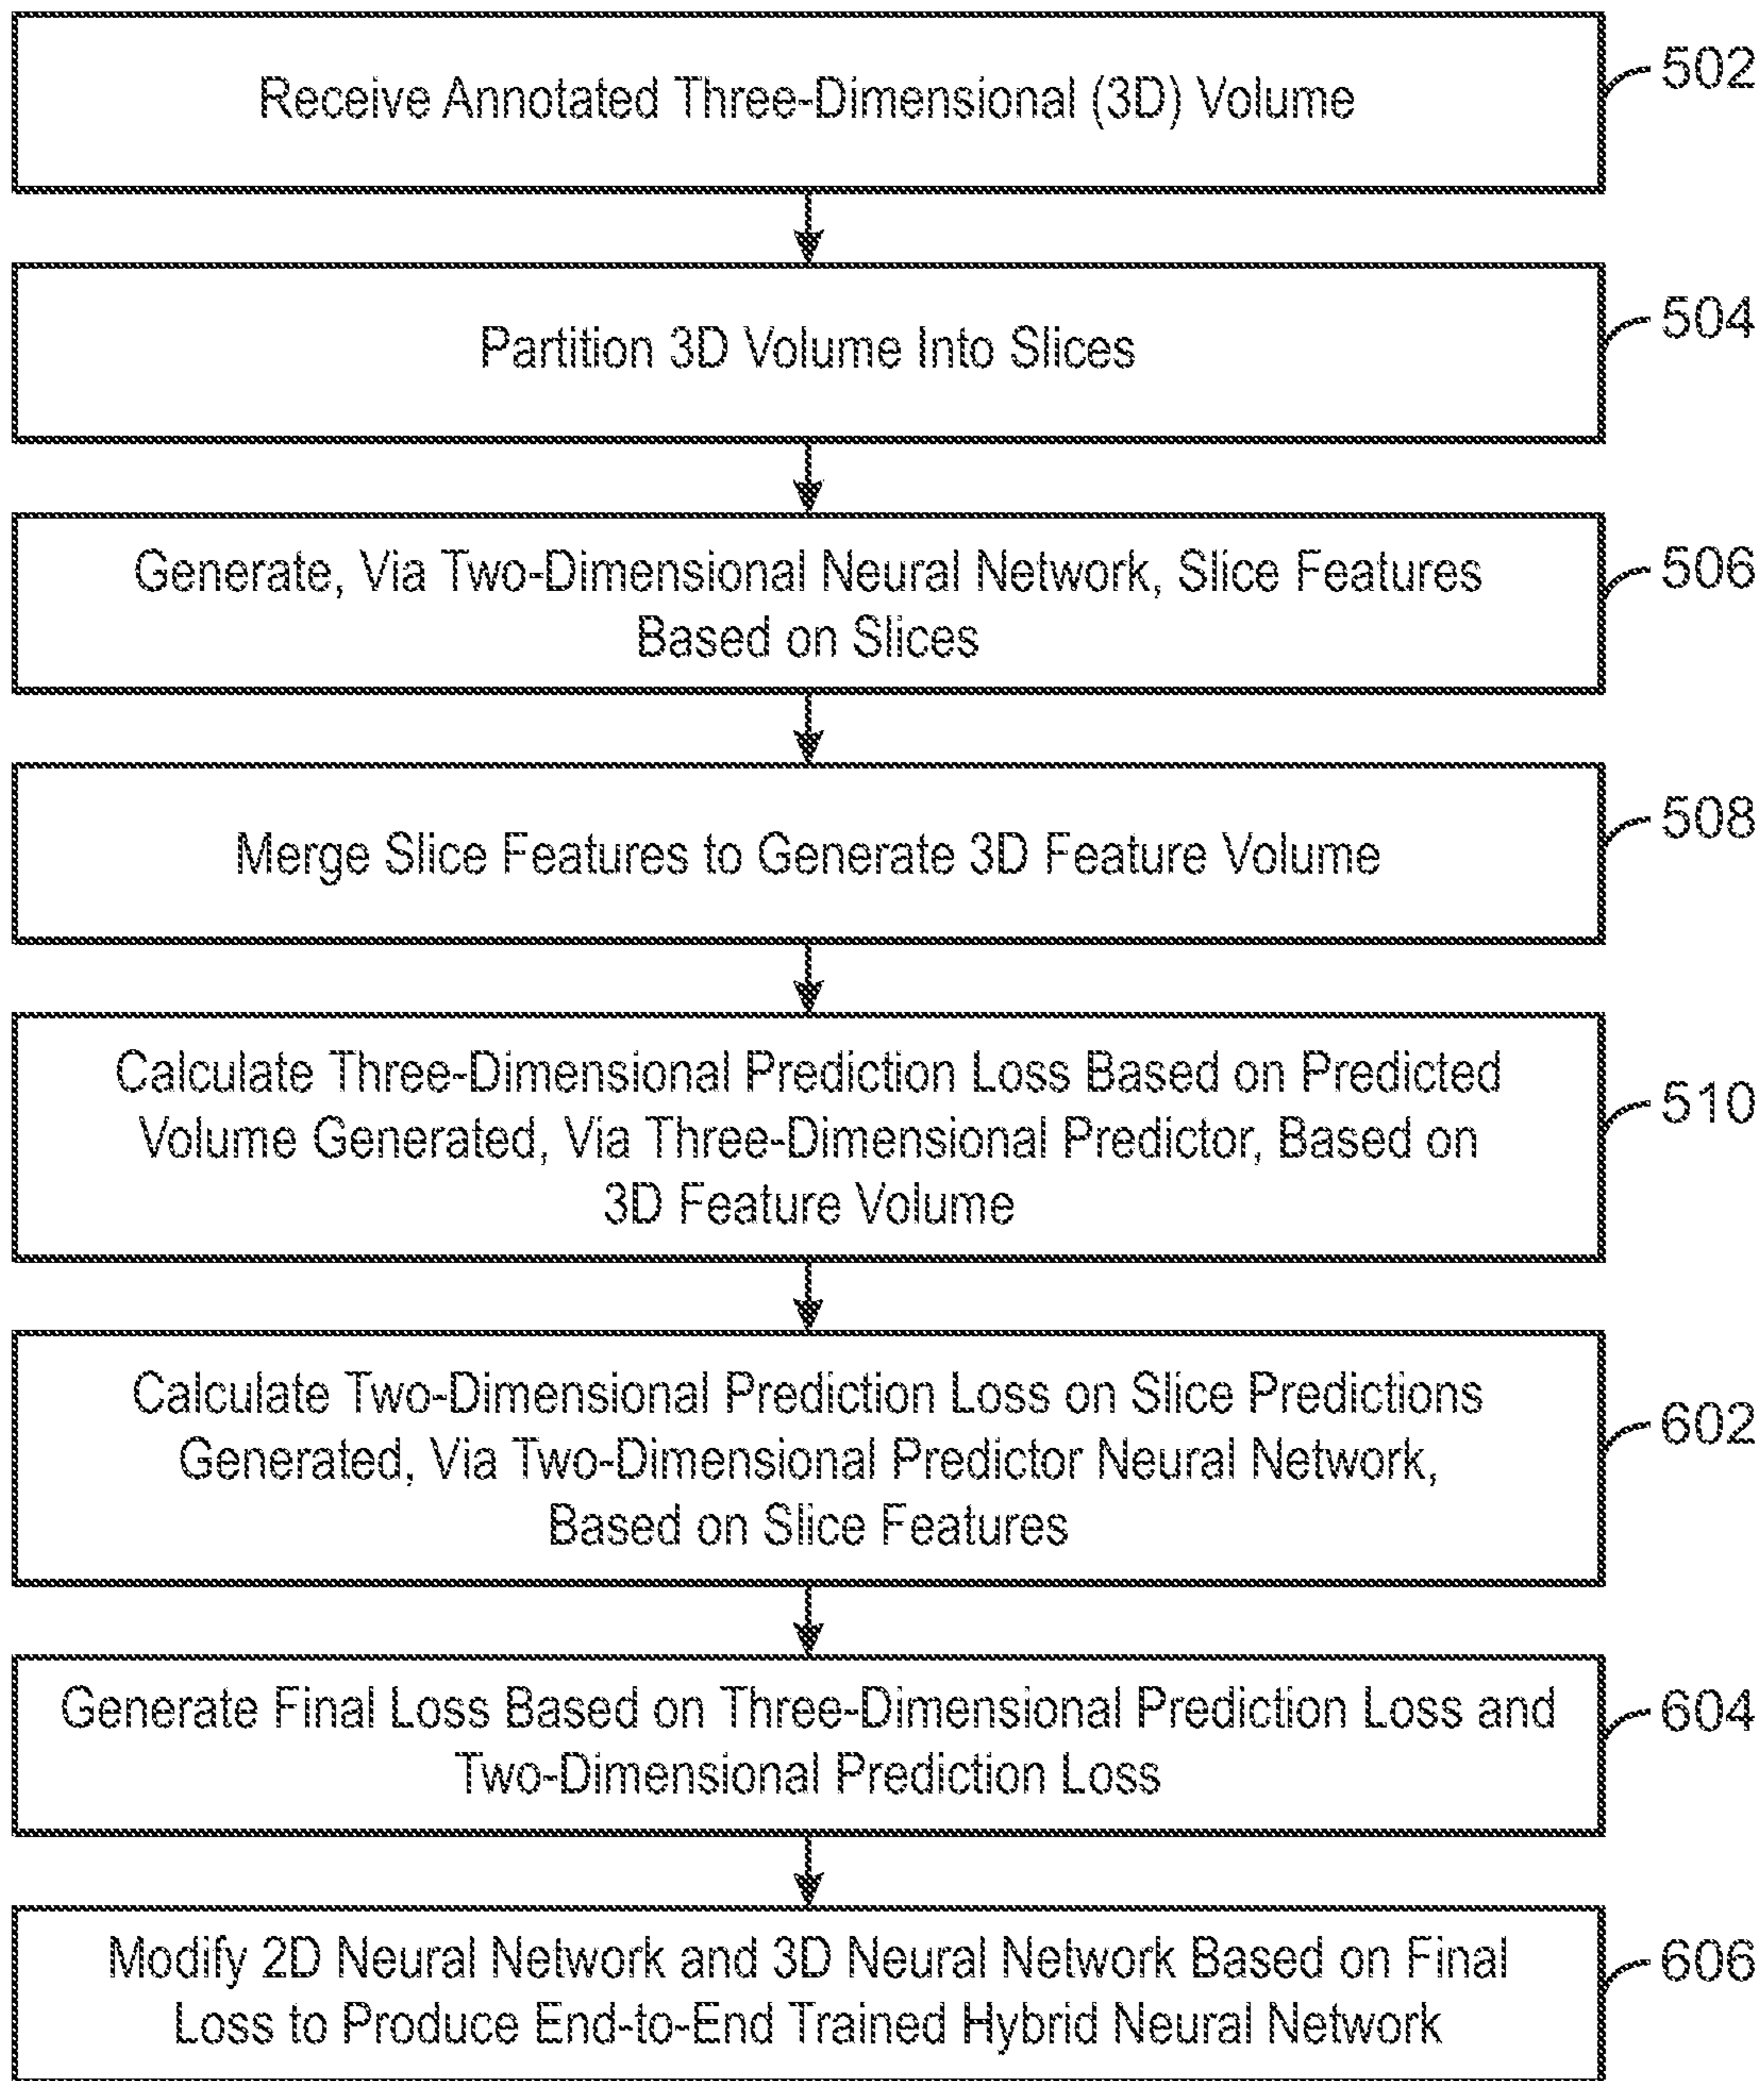 Receive Annotated Three-Dimensional (3D) Volume
502
Partition 3D Volume Into Slices
504
Generate, Via Two-Dimensional Neural Network, Slice Features
Based on Slices
506
Merge Slice Features to Generate 3D Feature Volume
508
Calculate Three-Dimensional Prediction Loss Based on Predicted
Volume Generated, Via Three-Dimensional Predictor, Based on
3D Feature Volume
510
Calculate Two-Dimensional Prediction Loss on Slice Predictions
Generated, Via Two-Dimensional Predictor Neural Network,
Based on Slice Features
602
Generate Final Loss Based on Three-Dimensional Prediction Loss and
Two-Dimensional Prediction Loss
604
Modify 2D Neural Network and 3D Neural Network Based on Final
Loss to Produce End-to-End Trained Hybrid Neural Network
606